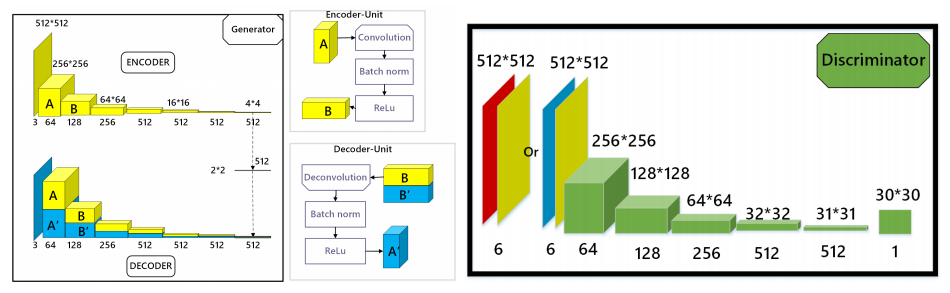 512*512
Generator
256*256
ENCODER
A
B
64*64
16*16
4*4
3 64 128 256 512 512 512 512
512
2*2
A
B
A'
B'
3 64 128 256 512 512 512 512
DECODER
Encoder-Unit
A
Convolution
Batch norm
B
ReLu
Decoder-Unit
Deconvolution
B
B'
Batch norm
ReLu
A'
Discriminator
512*512
512*512
Or
256*256
128*128
64*64
32*32
31*31
30*30
6 6 64 128 256 512 512 1